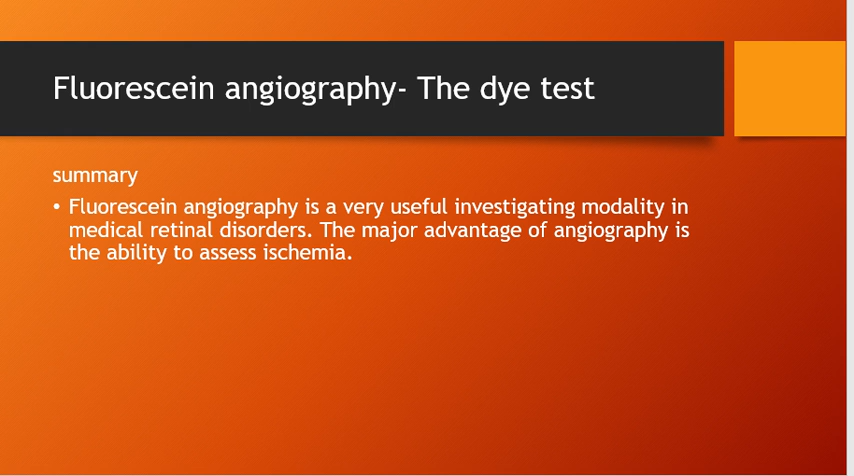 Fluorescein angiography- The dye test
summary
• Fluorescein angiography is a very useful investigating modality in
medical retinal disorders. The major advantage of angiography is
the ability to assess ischemia.